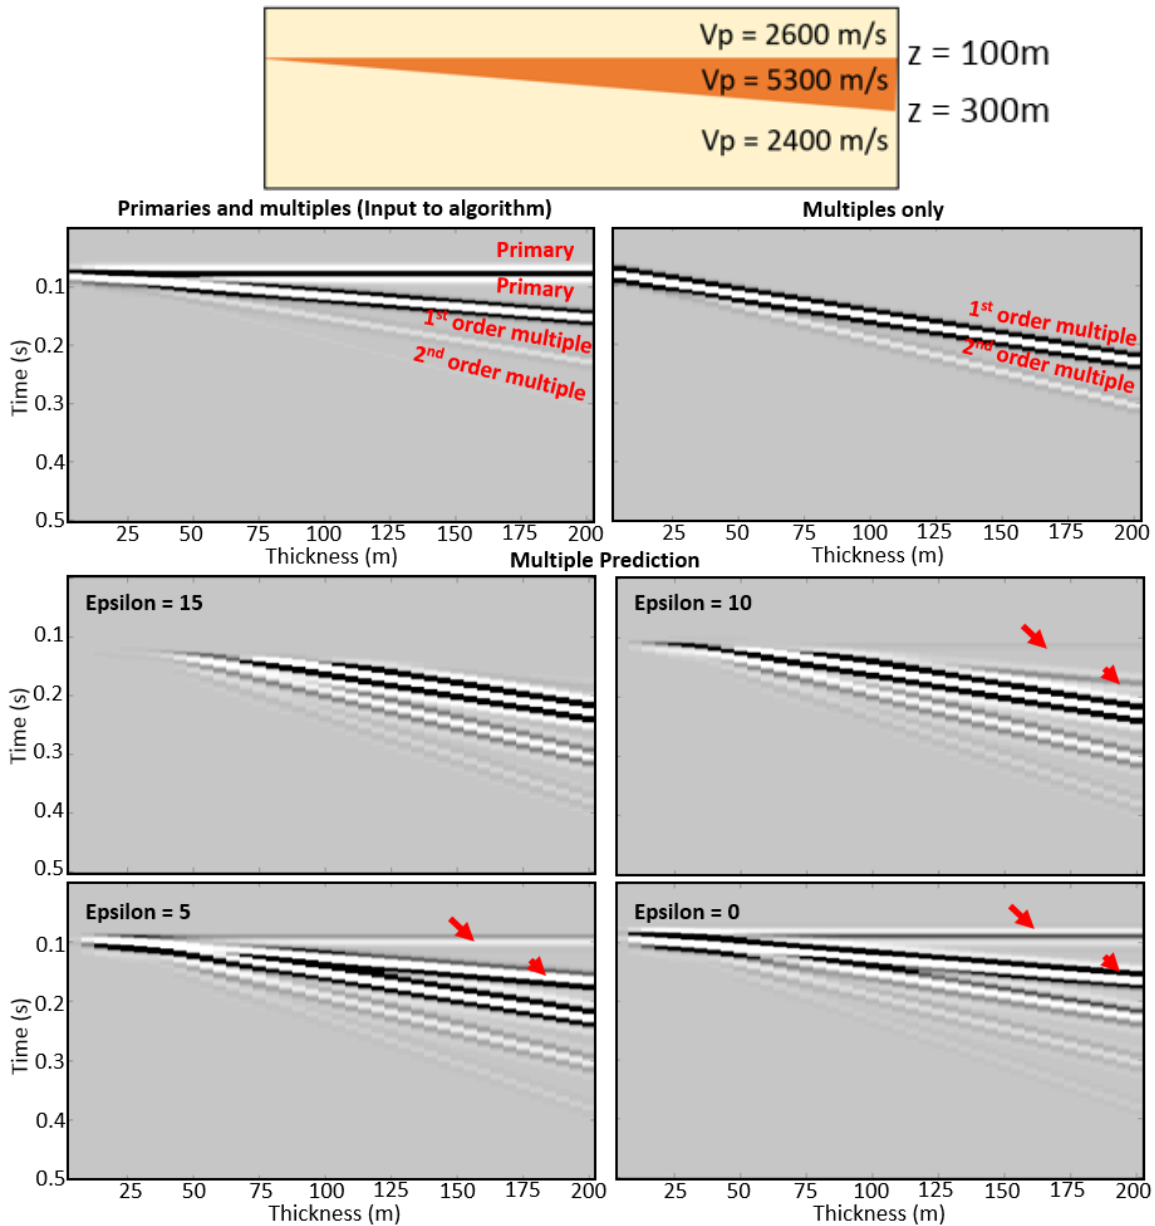 Vp = 2600 m/s
z = 100m
Vp = 5300 m/s
z = 300m
Vp = 2400 m/s
Primaries and multiples (Input to algorithm)
Multiples only
Primary
Primary
1st order multiple
2nd order multiple
1st order multiple
2nd order multiple
0.1
0.2
0.3
0.4
0.5
Time (s)
25 50 75 100 125 150 175 200
Thickness (m)
25 50 75 100 125 150 175 200
Thickness (m)
Multiple Prediction
Epsilon = 15
Epsilon = 10
0.1
0.2
0.3
0.4
0.5
Time (s)
Epsilon = 5
Epsilon = 0
0.1
0.2
0.3
0.4
0.5
Time (s)
25 50 75 100 125 150 175 200
Thickness (m)
25 50 75 100 125 150 175 200
Thickness (m)